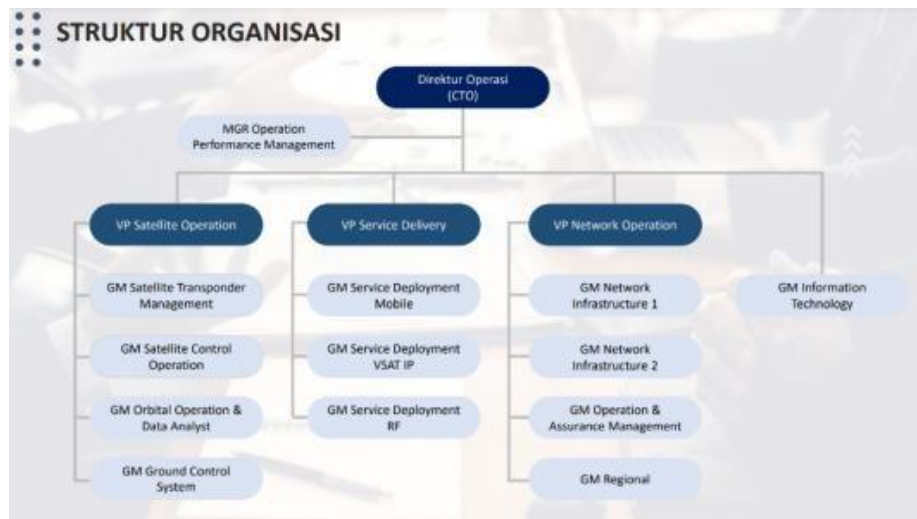 STRUKTUR ORGANISASI
Direktur Operasi
(CTO)
MGR Operation
Performance Management
VP Satellite Operation
VP Service Delivery
VP Network Operation
GM Satellite Transponder
Management
GM Service Deployment
Mobile
GM Network
Infrastructure 1
GM Information
Technology
GM Satellite Control
Operation
GM Service Deployment
VSAT IP
GM Network
Infrastructure 2
GM Orbital Operation &
Data Analyst
GM Service Deployment
RF
GM Operation &
Assurance Management
GM Ground Control
System
GM Regional